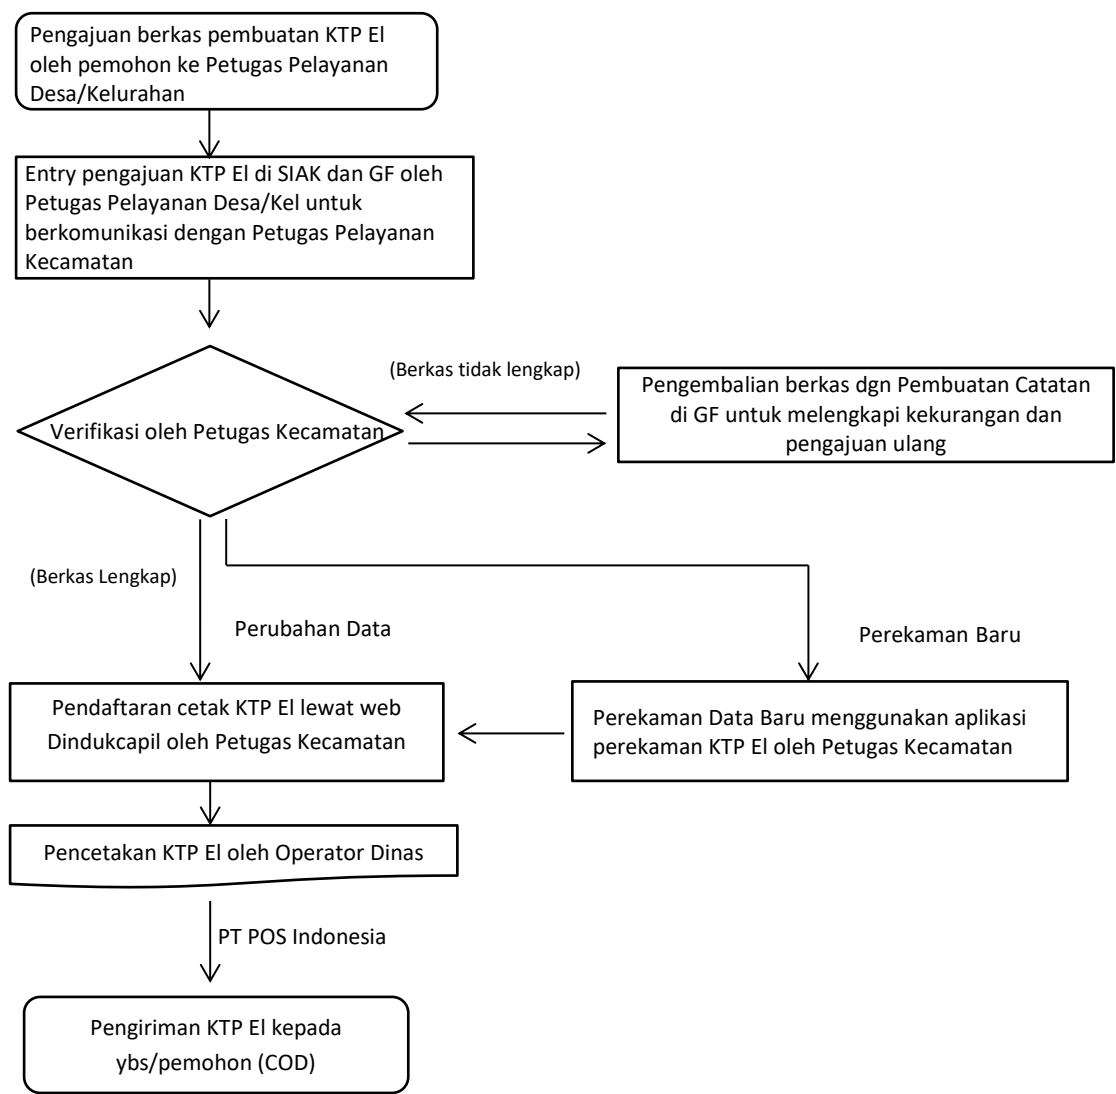 Pengajuan berkas pembuatan KTP El
oleh pemohon ke Petugas Pelayanan
Desa/Kelurahan
Entry pengajuan KTP El di SIAK dan GF oleh
Petugas Pelayanan Desa/Kel untuk
berkomunikasi dengan Petugas Pelayanan
Kecamatan
Verifikasi oleh Petugas Kecamatan
(Berkas tidak lengkap)
Pengembalian berkas dgn Pembuatan Catatan
di GF untuk melengkapi kekurangan dan
pengajuan ulang
(Berkas Lengkap)
Perubahan Data
Perekaman Baru
Pendaftaran cetak KTP El lewat web
Dindukcapil oleh Petugas Kecamatan
Perekaman Data Baru menggunakan aplikasi
perekaman KTP El oleh Petugas Kecamatan
Pencetakan KTP El oleh Operator Dinas
PT POS Indonesia
Pengiriman KTP El kepada
ybs/pemohon (COD)